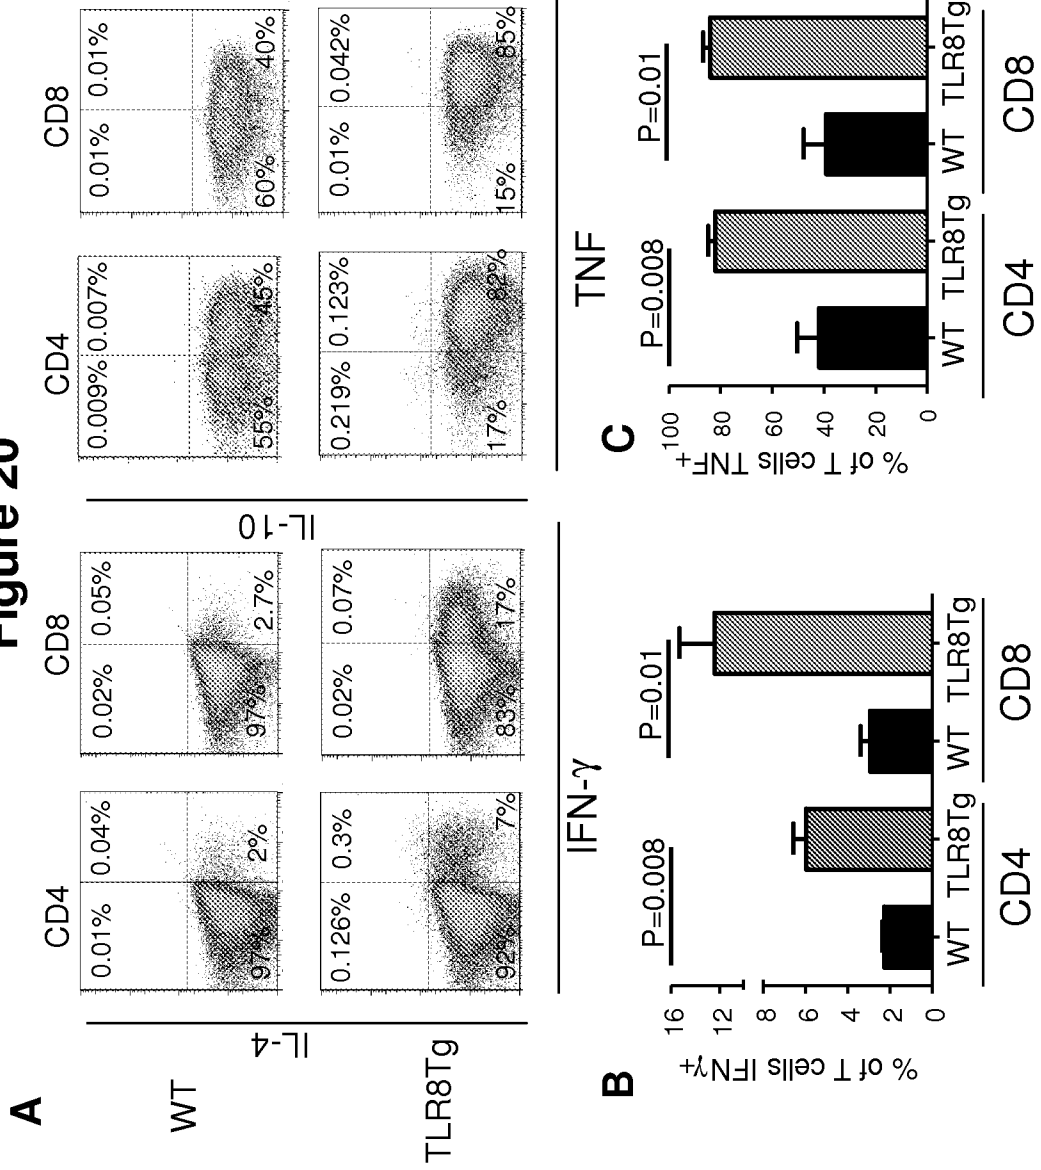 Figure 20
A
CD4
CD8
CD4
CD8
WT
TLR8Tg
IL-4
0.01%
0.04%
97%
2%
0.02%
0.05%
97%
2.7%
IL-10
0.009%
0.007%
55%
45%
0.01%
0.01%
60%
40%
0.126%
0.3%
92%
7%
0.02%
0.07%
83%
17%
0.219%
0.123%
17%
82%
0.01%
0.042%
15%
85%
IFN-γ
TNF
B
% of T cells IFNγ+
16
12
8
6
4
2
0
P=0.008
P=0.01
WT
TLR8Tg
WT
TLR8Tg
CD4
CD8
C
% of T cells TNF+
100
80
60
40
20
0
P=0.008
P=0.01
WT
TLR8Tg
WT
TLR8Tg
CD4
CD8